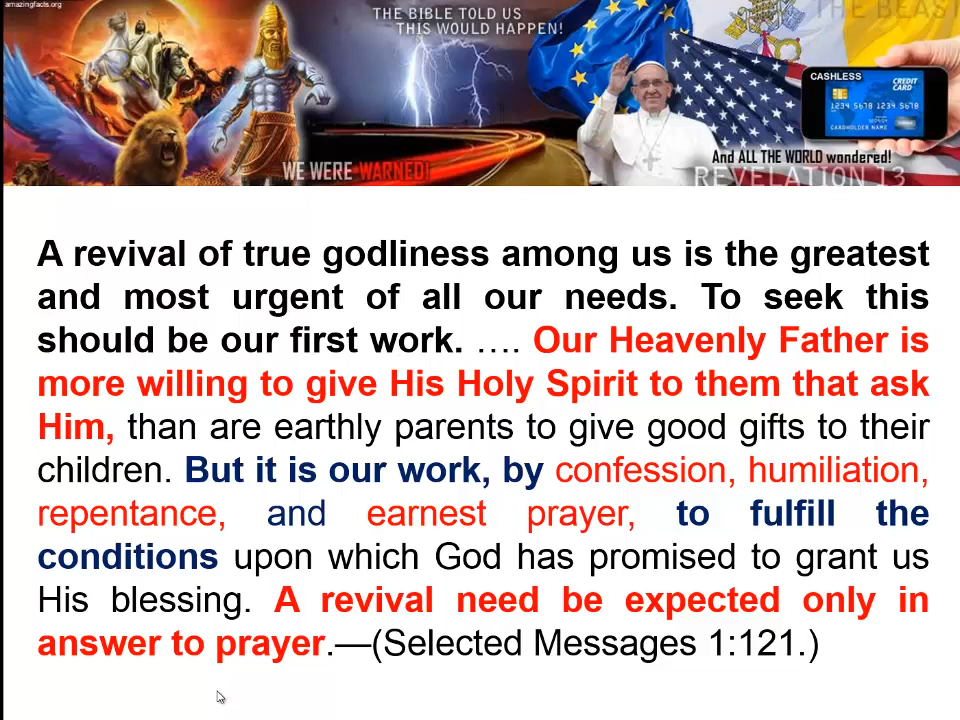 amazingfacts.org
THE BIBLE TOLD US
THIS WOULD HAPPEN!
THE BEAST
CASHLESS
CREDIT
CARD
1234 5678 1234 5678
CARDHOLDER NAME
And ALL THE WORLD wondered!
WE WERE WARNED!
REVELATION 13
A revival of true godliness among us is the greatest
and most urgent of all our needs. To seek this
should be our first work. …. Our Heavenly Father is
more willing to give His Holy Spirit to them that ask
Him, than are earthly parents to give good gifts to their
children. But it is our work, by confession, humiliation,
repentance, and earnest prayer, to fulfill the
conditions upon which God has promised to grant us
His blessing. A revival need be expected only in
answer to prayer.—(Selected Messages 1:121.)